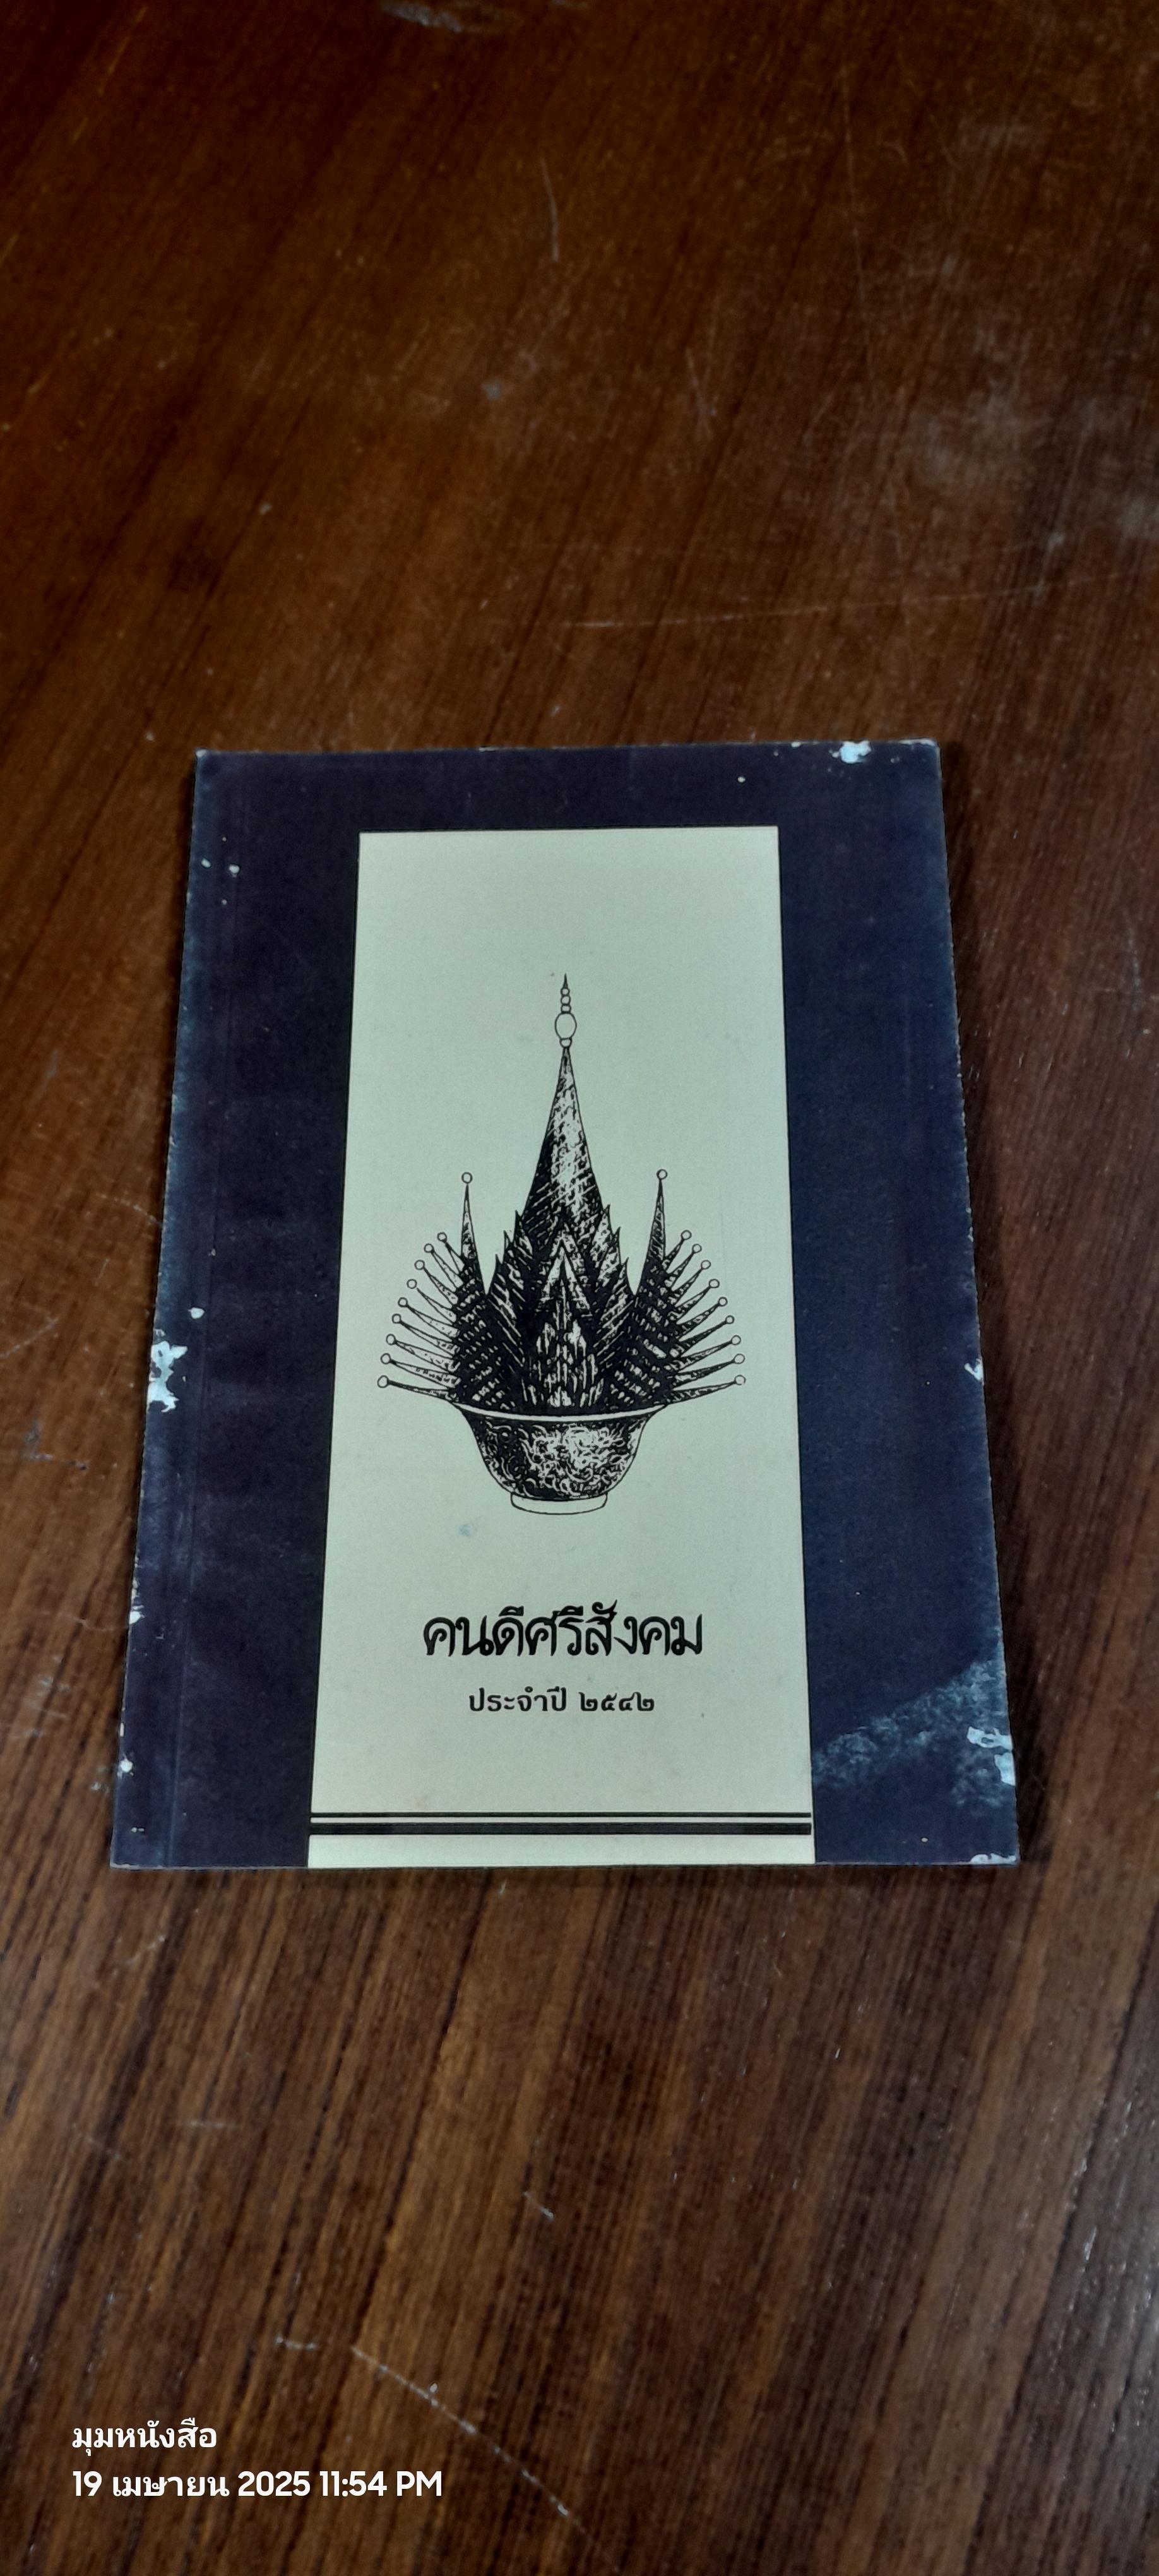 คนดีศรีสังคม
ประจำปี ๒๕๔๒
มุมหนังสือ
19 เมษายน 2025 11:54 PM